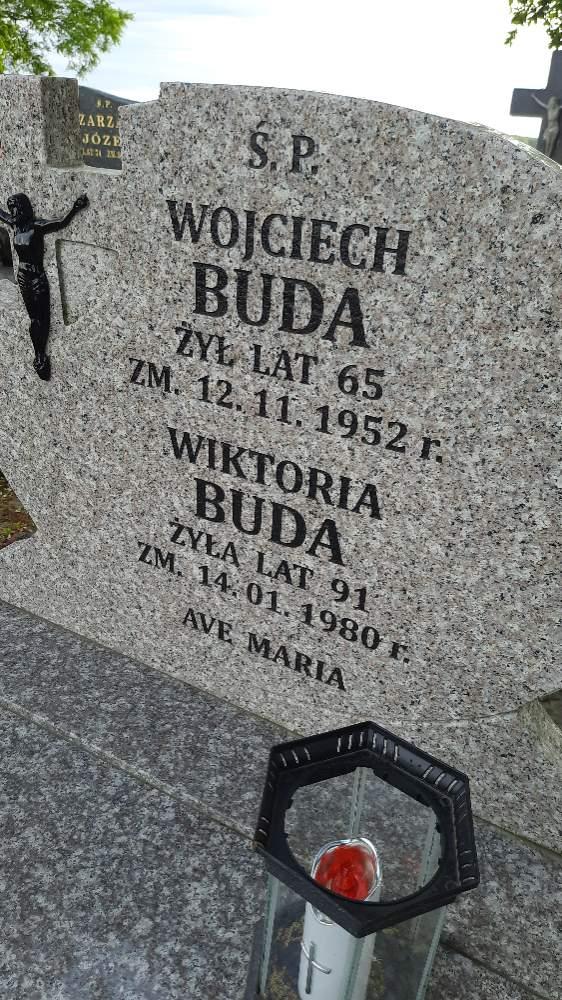 Ś. P.
WOJCIECH
BUDA
ŻYŁ LAT 65
ZM. 12. 11. 1952 r.
WIKTORIA
BUDA
ŻYŁA LAT 91
ZM. 14. 01. 1980 r.
AVE MARIA
Ś.P.